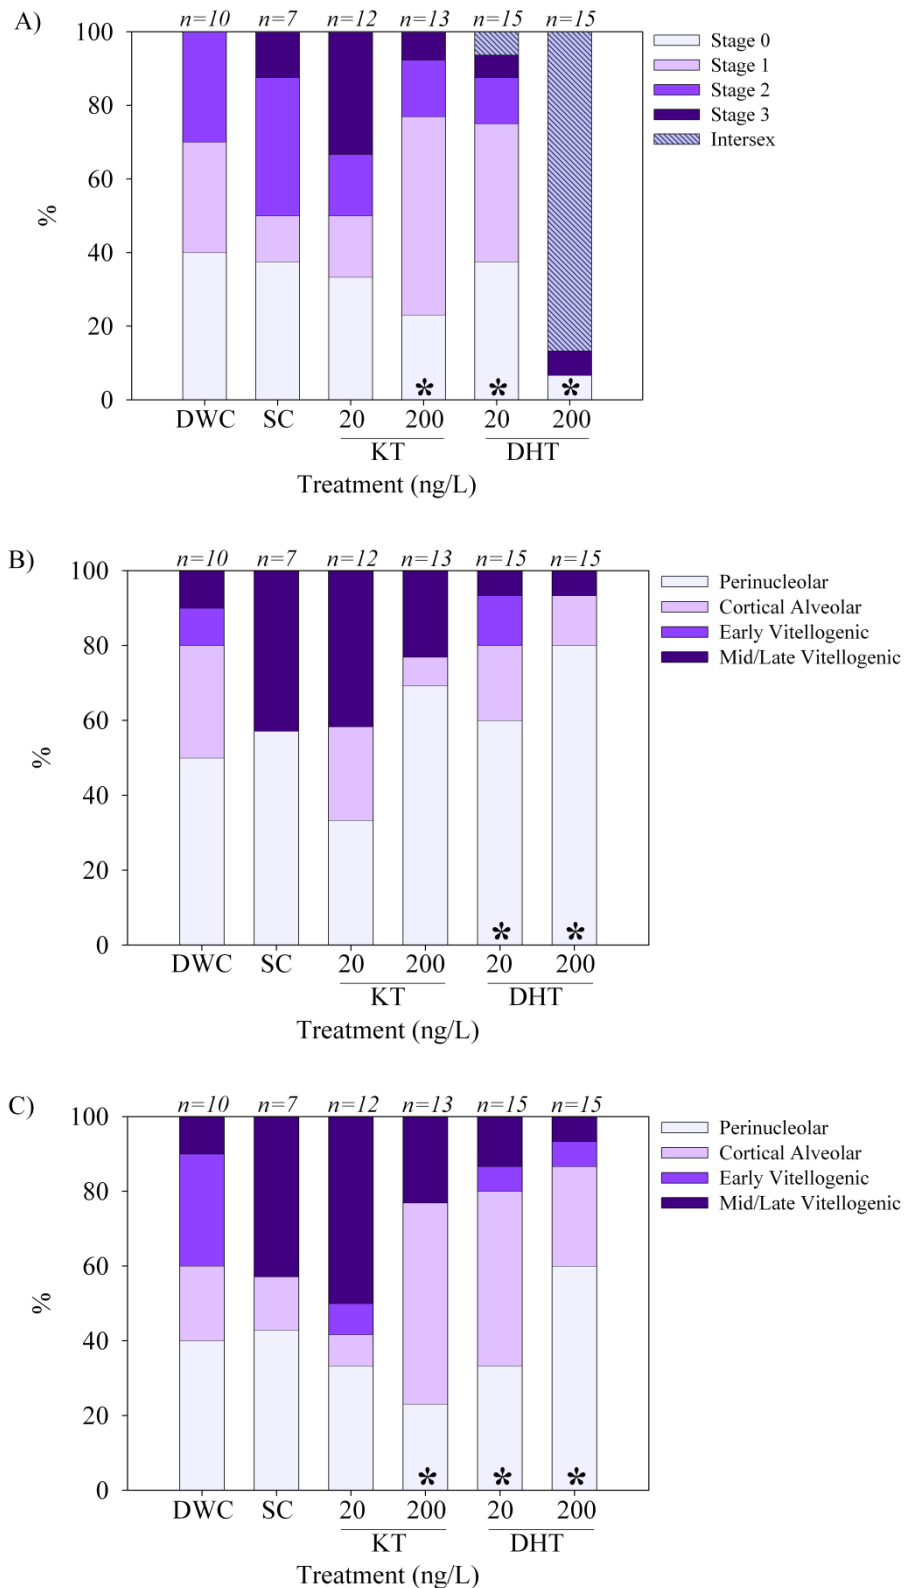 A)
n=10 n=7 n=12 n=13 n=15 n=15
100
80
60
40
20
0
%
Stage 0
Stage 1
Stage 2
Stage 3
Intersex
DWC SC 20 200 20 200
KT DHT
Treatment (ng/L)
B)
n=10 n=7 n=12 n=13 n=15 n=15
100
80
60
40
20
0
%
Perinucleolar
Cortical Alveolar
Early Vitellogenic
Mid/Late Vitellogenic
* *
DWC SC 20 200 20 200
KT DHT
Treatment (ng/L)
C)
n=10 n=7 n=12 n=13 n=15 n=15
100
80
60
40
20
0
%
Perinucleolar
Cortical Alveolar
Early Vitellogenic
Mid/Late Vitellogenic
* * *
DWC SC 20 200 20 200
KT DHT
Treatment (ng/L)